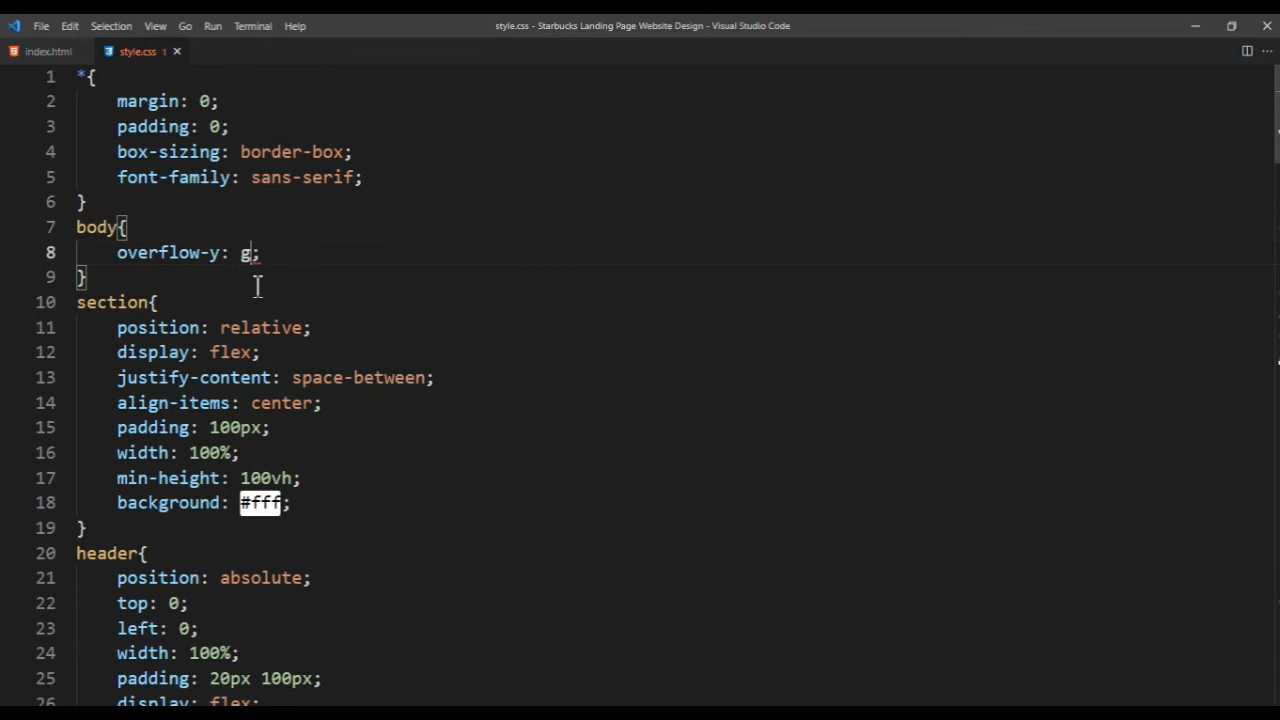 File Edit Selection View Go Run Terminal Help style.css - Starbucks Landing Page Website Design - Visual Studio Code
index.html style.css 1
1 *{
2 margin: 0;
3 padding: 0;
4 box-sizing: border-box;
5 font-family: sans-serif;
6 }
7 body{
8 overflow-y: g;
9 }
10 section{
11 position: relative;
12 display: flex;
13 justify-content: space-between;
14 align-items: center;
15 padding: 100px;
16 width: 100%;
17 min-height: 100vh;
18 background: #fff;
19 }
20 header{
21 position: absolute;
22 top: 0;
23 left: 0;
24 width: 100%;
25 padding: 20px 100px;
26 display: flex;